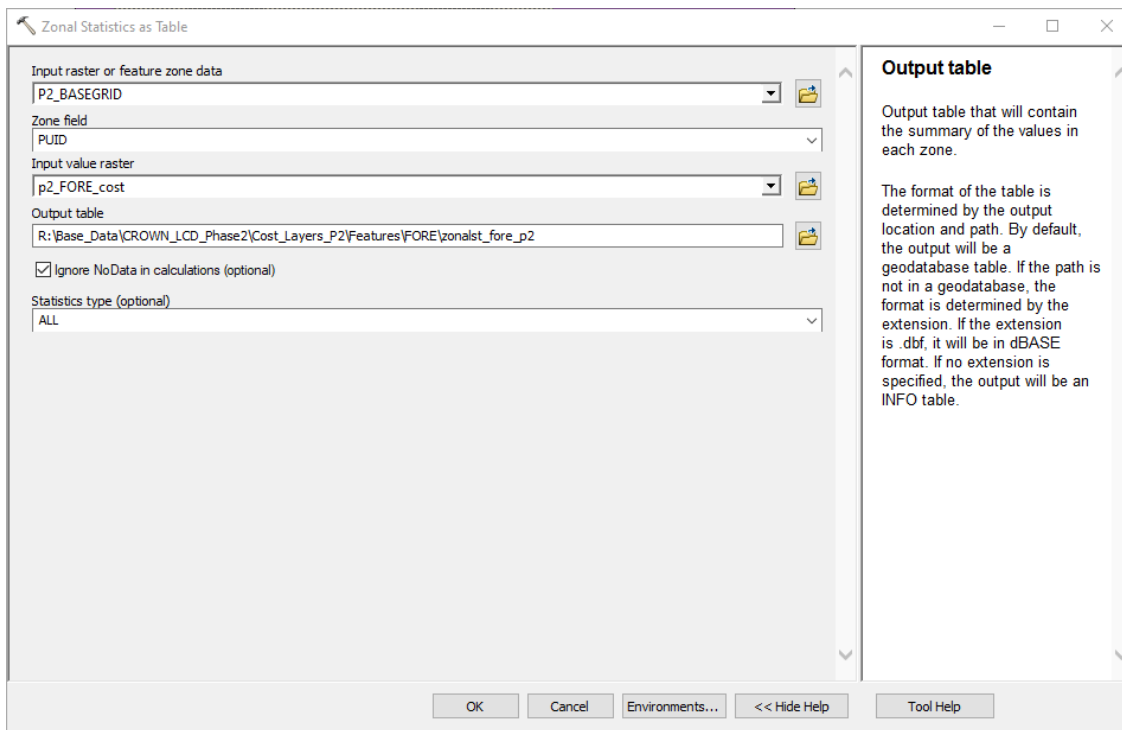 Zonal Statistics as Table
Input raster or feature zone data
P2_BASEGRID
Zone field
PUID
Input value raster
p2_FORE_cost
Output table
R:\Base_Data\CROWN_LCD_Phase2\Cost_Layers_P2\Features\FORE\zonalst_fore_p2
Ignore NoData in calculations (optional)
Statistics type (optional)
ALL
Output table
Output table that will contain
the summary of the values in
each zone.
The format of the table is
determined by the output
location and path. By default,
the output will be a
geodatabase table. If the path is
not in a geodatabase, the
format is determined by the
extension. If the extension
is .dbf, it will be in dBASE
format. If no extension is
specified, the output will be an
INFO table.
OK
Cancel
Environments...
<< Hide Help
Tool Help